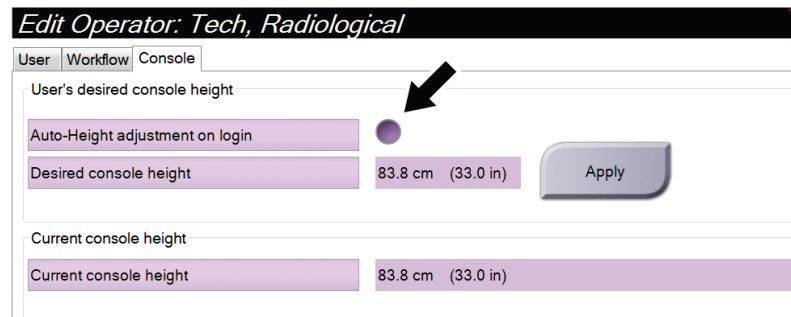 Edit Operator: Tech, Radiological
User Workflow Console
User's desired console height
Auto-Height adjustment on login
Desired console height 83.8 cm (33.0 in) Apply
Current console height
Current console height 83.8 cm (33.0 in)